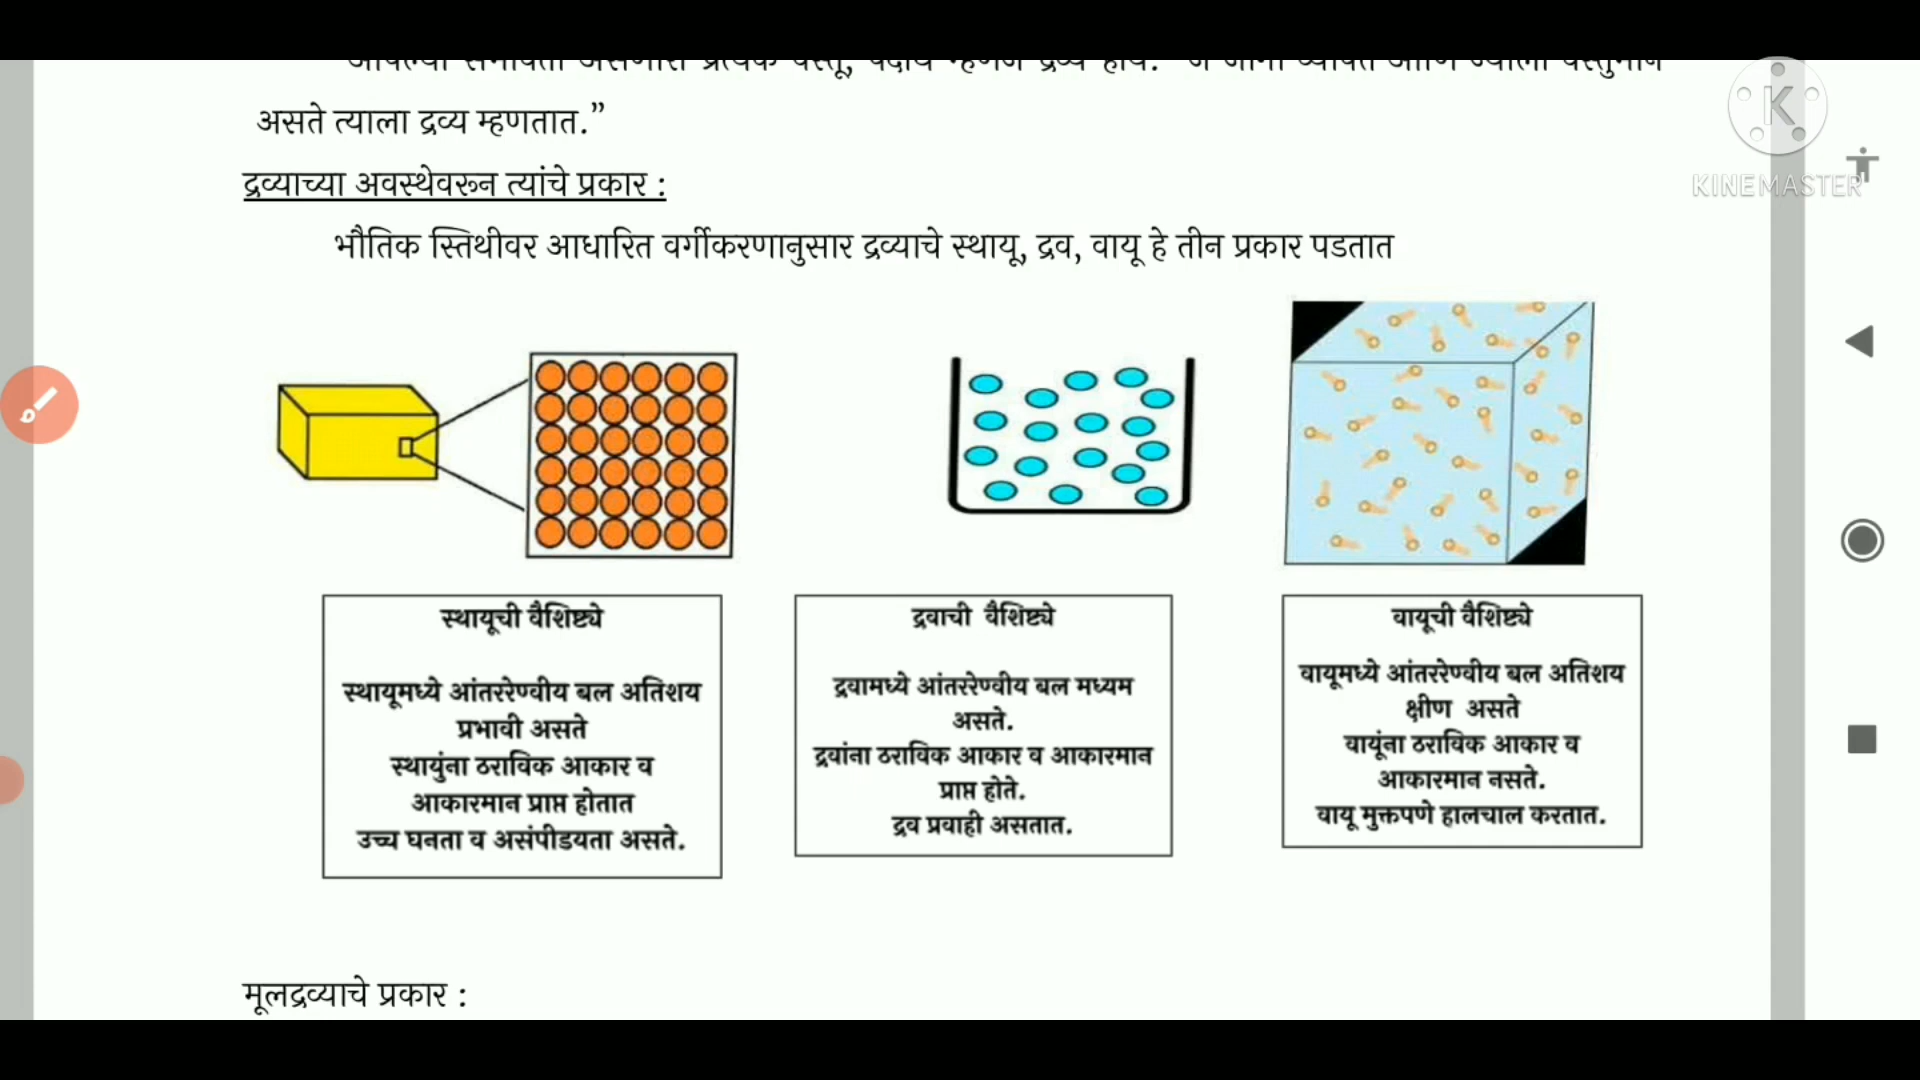 असते त्याला द्रव्य म्हणतात.”
द्रव्याच्या अवस्थेवरून त्यांचे प्रकार :
भौतिक स्तिथीवर आधारित वर्गीकरणानुसार द्रव्याचे स्थायू, द्रव, वायू हे तीन प्रकार पडतात
K
KINEMASTER
स्थायूची वैशिष्ट्ये
स्थायूमध्ये आंतररेण्वीय बल अतिशय
प्रभावी असते
स्थायुंना ठराविक आकार व
आकारमान प्राप्त होतात
उच्च घनता व असंपीडयता असते.
द्रवाची वैशिष्ट्ये
द्रवामध्ये आंतररेण्वीय बल मध्यम
असते.
द्रवांना ठराविक आकार व आकारमान
प्राप्त होते.
द्रव प्रवाही असतात.
वायूची वैशिष्ट्ये
वायूमध्ये आंतररेण्वीय बल अतिशय
क्षीण असते
वायूंना ठराविक आकार व
आकारमान नसते.
वायू मुक्तपणे हालचाल करतात.
मूलद्रव्याचे प्रकार :